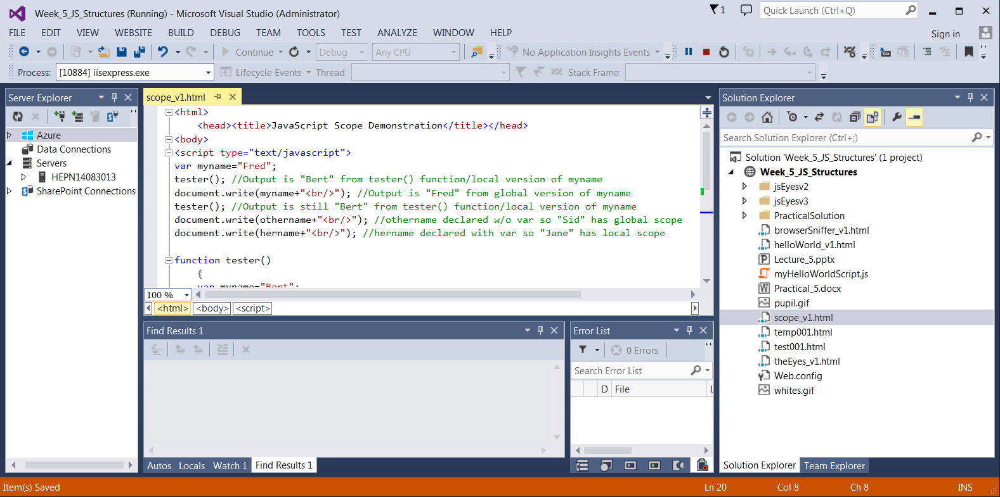 Week_5_JS_Structures (Running) - Microsoft Visual Studio (Administrator)
1
Quick Launch (Ctrl+Q)
FILE EDIT VIEW WEBSITE BUILD DEBUG TEAM TOOLS TEST ANALYZE WINDOW HELP
Sign in
Continue Debug Any CPU No Application Insights Events
Process: [10884] iisexpress.exe Lifecycle Events Thread: Stack Frame:
Server Explorer
Azure
Data Connections
Servers
HEPN14083013
SharePoint Connections
scope_v1.html
<html>
<head><title>JavaScript Scope Demonstration</title></head>
<body>
<script type="text/javascript">
var myname="Fred";
tester(); //Output is "Bert" from tester() function/local version of myname
document.write(myname+"<br/>"); //Output is "Fred" from global version of myname
tester(); //Output is still "Bert" from tester() function/local version of myname
document.write(othername+"<br/>"); //othername declared w/o var so "Sid" has global scope
document.write(hername+"<br/>"); //hername declared with var so "Jane" has local scope
function tester()
{
var myname="Bert";
100 %
<html> <body> <script>
Find Results 1
Autos Locals Watch 1 Find Results 1
Error List
0 Errors
Search Error List
D File
Solution Explorer
Search Solution Explorer (Ctrl+;)
Solution 'Week_5_JS_Structures' (1 project)
Week_5_JS_Structures
jsEyesv2
jsEyesv3
PracticalSolution
browserSniffer_v1.html
helloWorld_v1.html
Lecture_5.pptx
myHelloWorldScript.js
Practical_5.docx
pupil.gif
scope_v1.html
temp001.html
test001.html
theEyes_v1.html
Web.config
whites.gif
Solution Explorer Team Explorer
Item(s) Saved
Ln 20 Col 8 Ch 8 INS